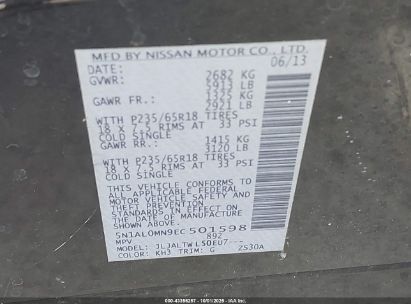 MFD BY NISSAN MOTOR CO., LTD.
DATE: 06/13
GVWR: 2682 KG
5913 LB
GAWR FR.: 1325 KG
2921 LB
WITH P235/65R18 TIRES
18 X 7.5 RIMS AT 33 PSI
COLD SINGLE
GAWR RR.: 1415 KG
3120 LB
WITH P235/65R18 TIRES
18 X 7.5 RIMS AT 33 PSI
COLD SINGLE
THIS VEHICLE CONFORMS TO
ALL APPLICABLE FEDERAL
MOTOR VEHICLE SAFETY AND
THEFT PREVENTION
STANDARDS IN EFFECT ON
THE DATE OF MFR.
SHOWN ABOVE.
5N1AL0MN9EC501598
MPV 892
MODEL: JLJALTWL50EU7---
COLOR: KH3 TRIM: G ZS30A